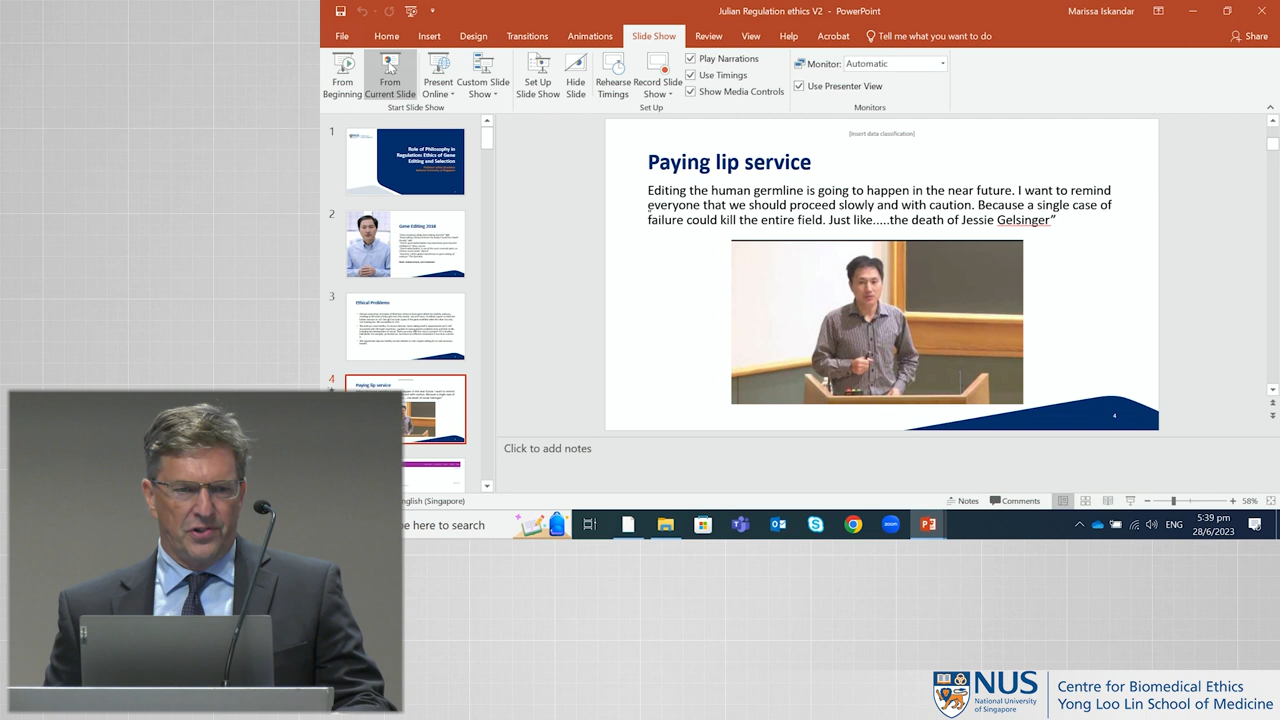 Julian Regulation ethics V2 - PowerPoint
Marissa Iskandar
File
Home
Insert
Design
Transitions
Animations
Slide Show
Review
View
Help
Acrobat
Tell me what you want to do
Share
From Beginning
From Current Slide
Present Online
Custom Slide Show
Set Up Slide Show
Hide Slide
Rehearse Timings
Record Slide Show
Play Narrations
Use Timings
Show Media Controls
Monitor: Automatic
Use Presenter View
Start Slide Show
Set Up
Monitors
1
Role of Philosophy in
Regulation: Ethics of Gene
Editing and Selection
2
Gene Editing 2018
3
Ethical Problems
4
Paying lip service
[Insert data classification]
Paying lip service
Editing the human germline is going to happen in the near future. I want to remind
everyone that we should proceed slowly and with caution. Because a single case of
failure could kill the entire field. Just like.....the death of Jessie Gelsinger”
4
Click to add notes
nglish (Singapore)
Notes
Comments
58%
e here to search
ENG
5:39 pm
28/6/2023
NUS
National University
of Singapore
Centre for Biomedical Ethics
Yong Loo Lin School of Medicine